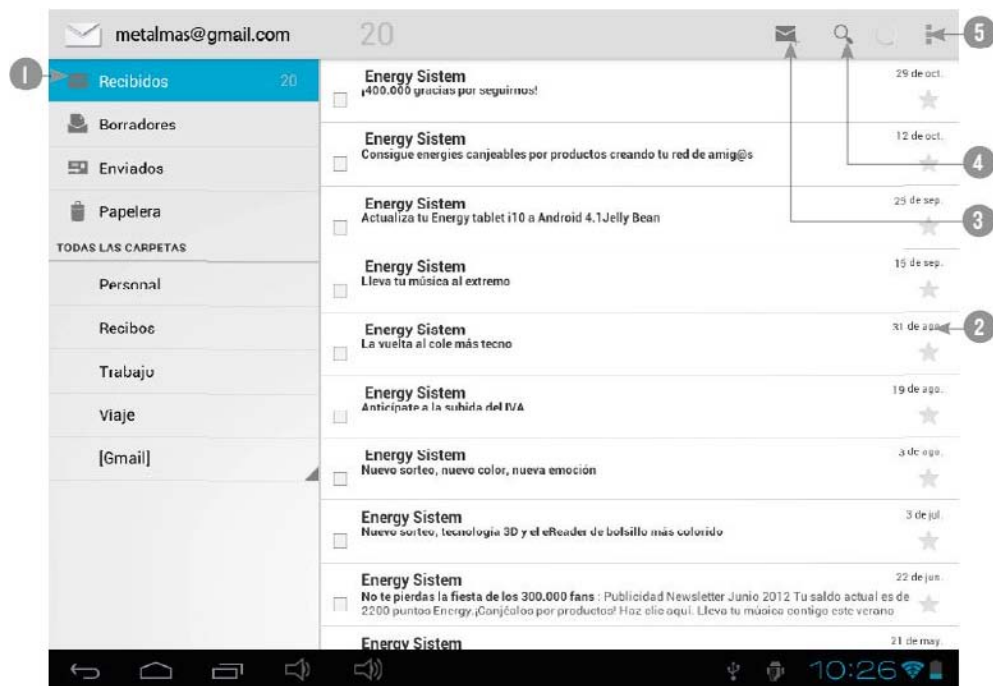 metalmas@gmail.com
20
5
1
Recibidos 20
Borradores
Enviados
Papelera
TODAS LAS CARPETAS
Personal
Recibos
Trabajo
Viaje
[Gmail]
Energy Sistem
29 de oct.
¡400.000 gracias por seguirnos!
Energy Sistem
12 de oct.
Consigue energies canjeables por productos creando tu red de amig@s
4
Energy Sistem
25 de sep.
Actualiza tu Energy tablet i10 a Android 4.1Jelly Bean
3
Energy Sistem
15 de sep.
Lleva tu música al extremo
Energy Sistem
31 de ago.
2
La vuelta al cole más tecno
Energy Sistem
19 de ago.
Anticípate a la subida del IVA
Energy Sistem
3 de ago.
Nuevo sorteo, nuevo color, nueva emoción
Energy Sistem
3 de jul.
Nuevo sorteo, tecnología 3D y el eReader de bolsillo más colorido
Energy Sistem
22 de jun.
No te pierdas la fiesta de los 300.000 fans : Publicidad Newsletter Junio 2012 Tu saldo actual es de
2200 puntos Energy.¡Canjéalos por productos! Haz clic aquí. Lleva tu música contigo este verano
Energy Sistem
21 de may.
10:26